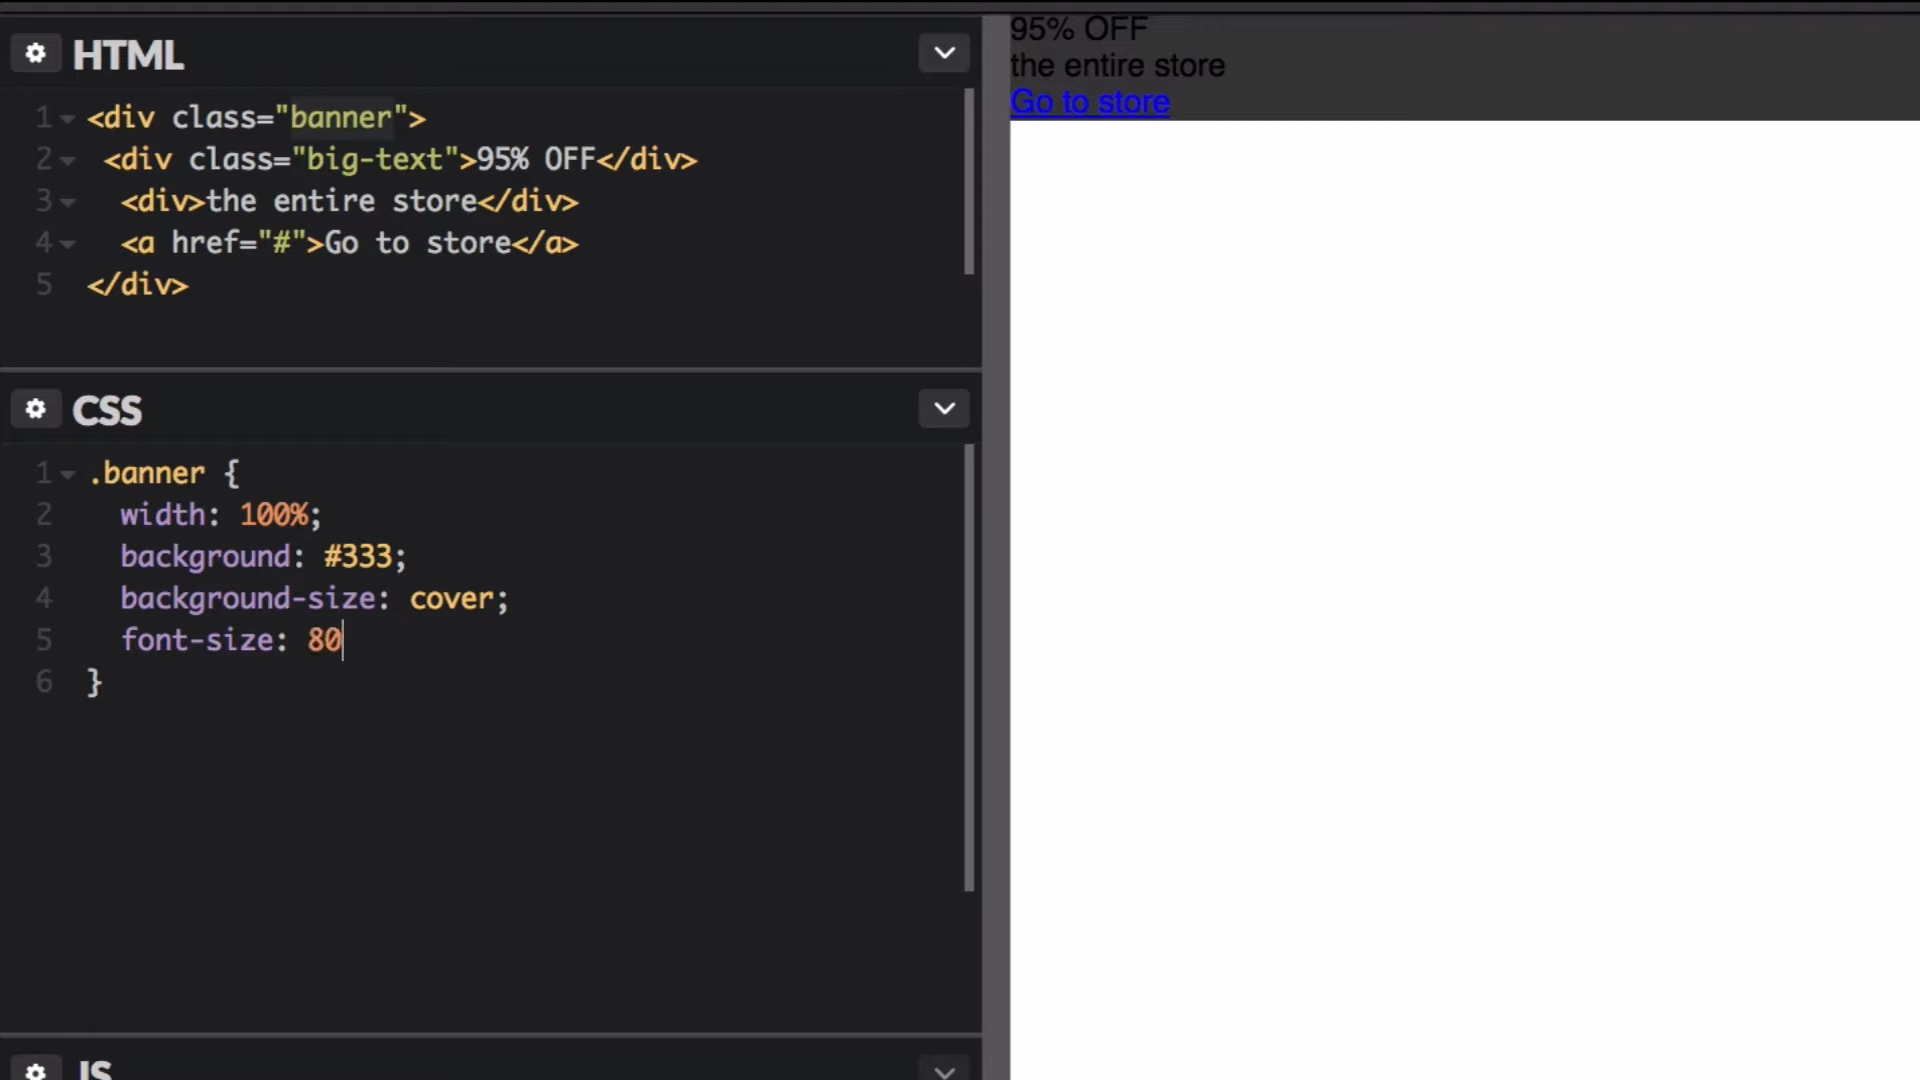 HTML
1 <div class="banner">
2 <div class="big-text">95% OFF</div>
3 <div>the entire store</div>
4 <a href="#">Go to store</a>
5 </div>
CSS
1 .banner {
2 width: 100%;
3 background: #333;
4 background-size: cover;
5 font-size: 80
6 }
JS
95% OFF
the entire store
Go to store